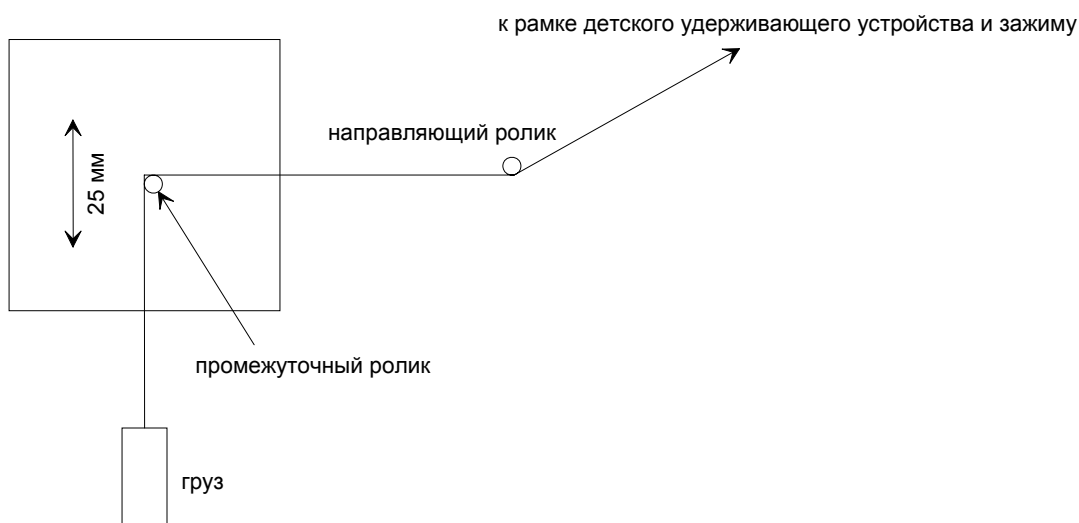 к рамке детского удерживающего устройства и зажиму
направляющий ролик
25 мм
промежуточный ролик
груз